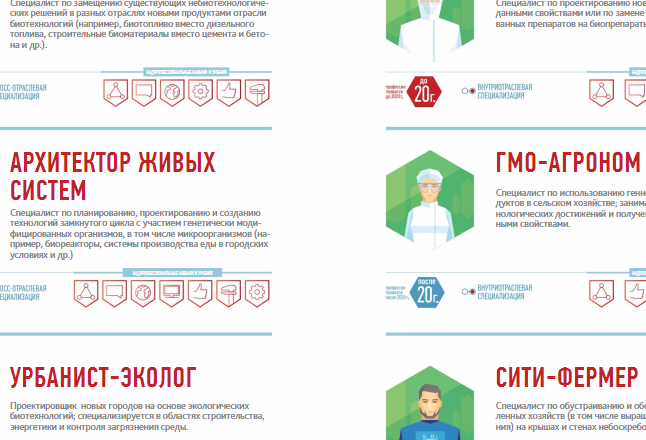 Специалист по замещению существующих небиотехнологиче-
ских решений в разных отраслях новыми продуктами отрасли
биотехнологий (например, биотопливо вместо дизельного
топлива, строительные биоматериалы вместо цемента и бето-
на и др.).
НАДПРОФЕССИОНАЛЬНЫЕ НАВЫКИ И УМЕНИЯ
ОСС-ОТРАСЛЕВАЯ
ЕЦИАЛИЗАЦИЯ
Специалист по проектированию нов
данными свойствами или по замене
ванных препаратов на биопрепараты
профессия
появится
до 2020 г.
ДО
20г.
ВНУТРИОТРАСЛЕВАЯ
СПЕЦИАЛИЗАЦИЯ
АРХИТЕКТОР ЖИВЫХ
СИСТЕМ
Специалист по планированию, проектированию и созданию
технологий замкнутого цикла с участием генетически моди-
фицированных организмов, в том числе микроорганизмов (на-
пример, биореакторы, системы производства еды в городских
условиях и др.)
НАДПРОФЕССИОНАЛЬНЫЕ НАВЫКИ И УМЕНИЯ
ОСС-ОТРАСЛЕВАЯ
ЕЦИАЛИЗАЦИЯ
ГМО-АГРОНОМ
Специалист по использованию генно
дуктов в сельском хозяйстве; занима
нологических достижений и получе
ными свойствами.
профессия
появится
после 2020 г.
ПОСЛЕ
20г.
ВНУТРИОТРАСЛЕВАЯ
СПЕЦИАЛИЗАЦИЯ
УРБАНИСТ-ЭКОЛОГ
Проектировщик новых городов на основе экологических
биотехнологий; специализируется в областях строительства,
энергетики и контроля загрязнения среды.
СИТИ-ФЕРМЕР
Специалист по обустраиванию и обс
ленных хозяйств (в том числе выращ
ния) на крышах и стенах небоскребо